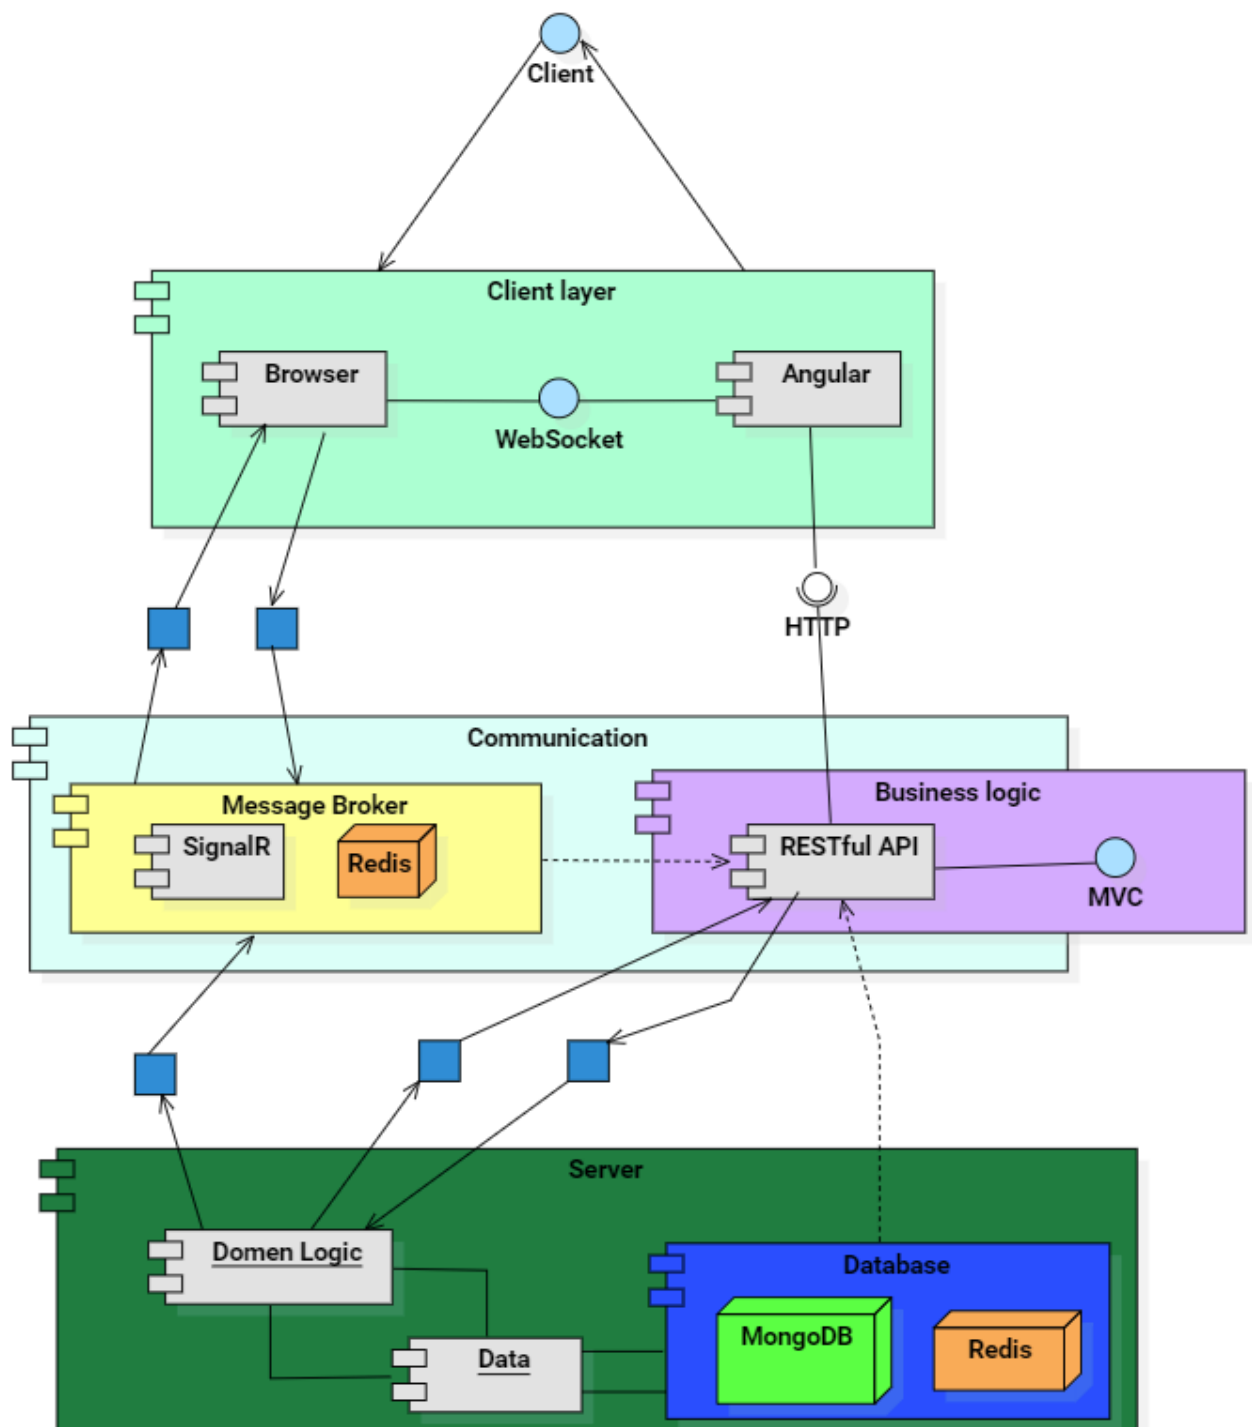 Client
Client layer
Browser
Angular
WebSocket
HTTP
Communication
Message Broker
Business logic
SignalR
Redis
RESTful API
MVC
Server
Domen Logic
Database
MongoDB
Redis
Data